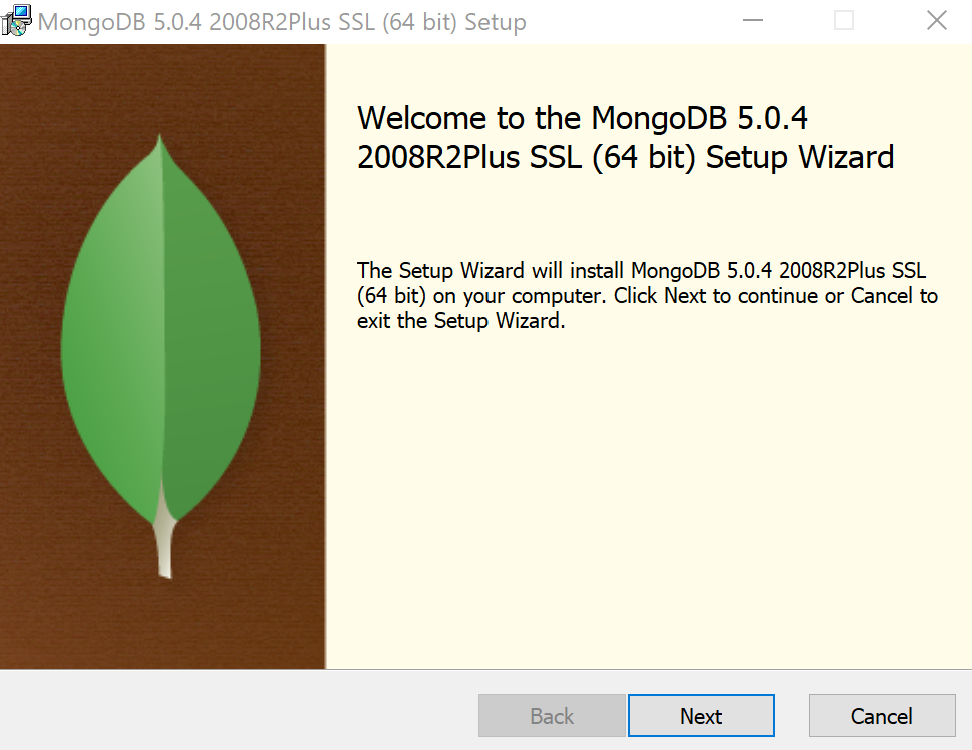 MongoDB 5.0.4 2008R2Plus SSL (64 bit) Setup
Welcome to the MongoDB 5.0.4
2008R2Plus SSL (64 bit) Setup Wizard
The Setup Wizard will install MongoDB 5.0.4 2008R2Plus SSL
(64 bit) on your computer. Click Next to continue or Cancel to
exit the Setup Wizard.
Back
Next
Cancel